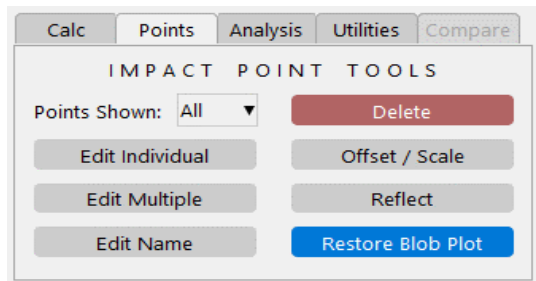 Calc Points Analysis Utilities Compare
IMPACT POINT TOOLS
Points Shown: All Delete
Edit Individual Offset / Scale
Edit Multiple Reflect
Edit Name Restore Blob Plot